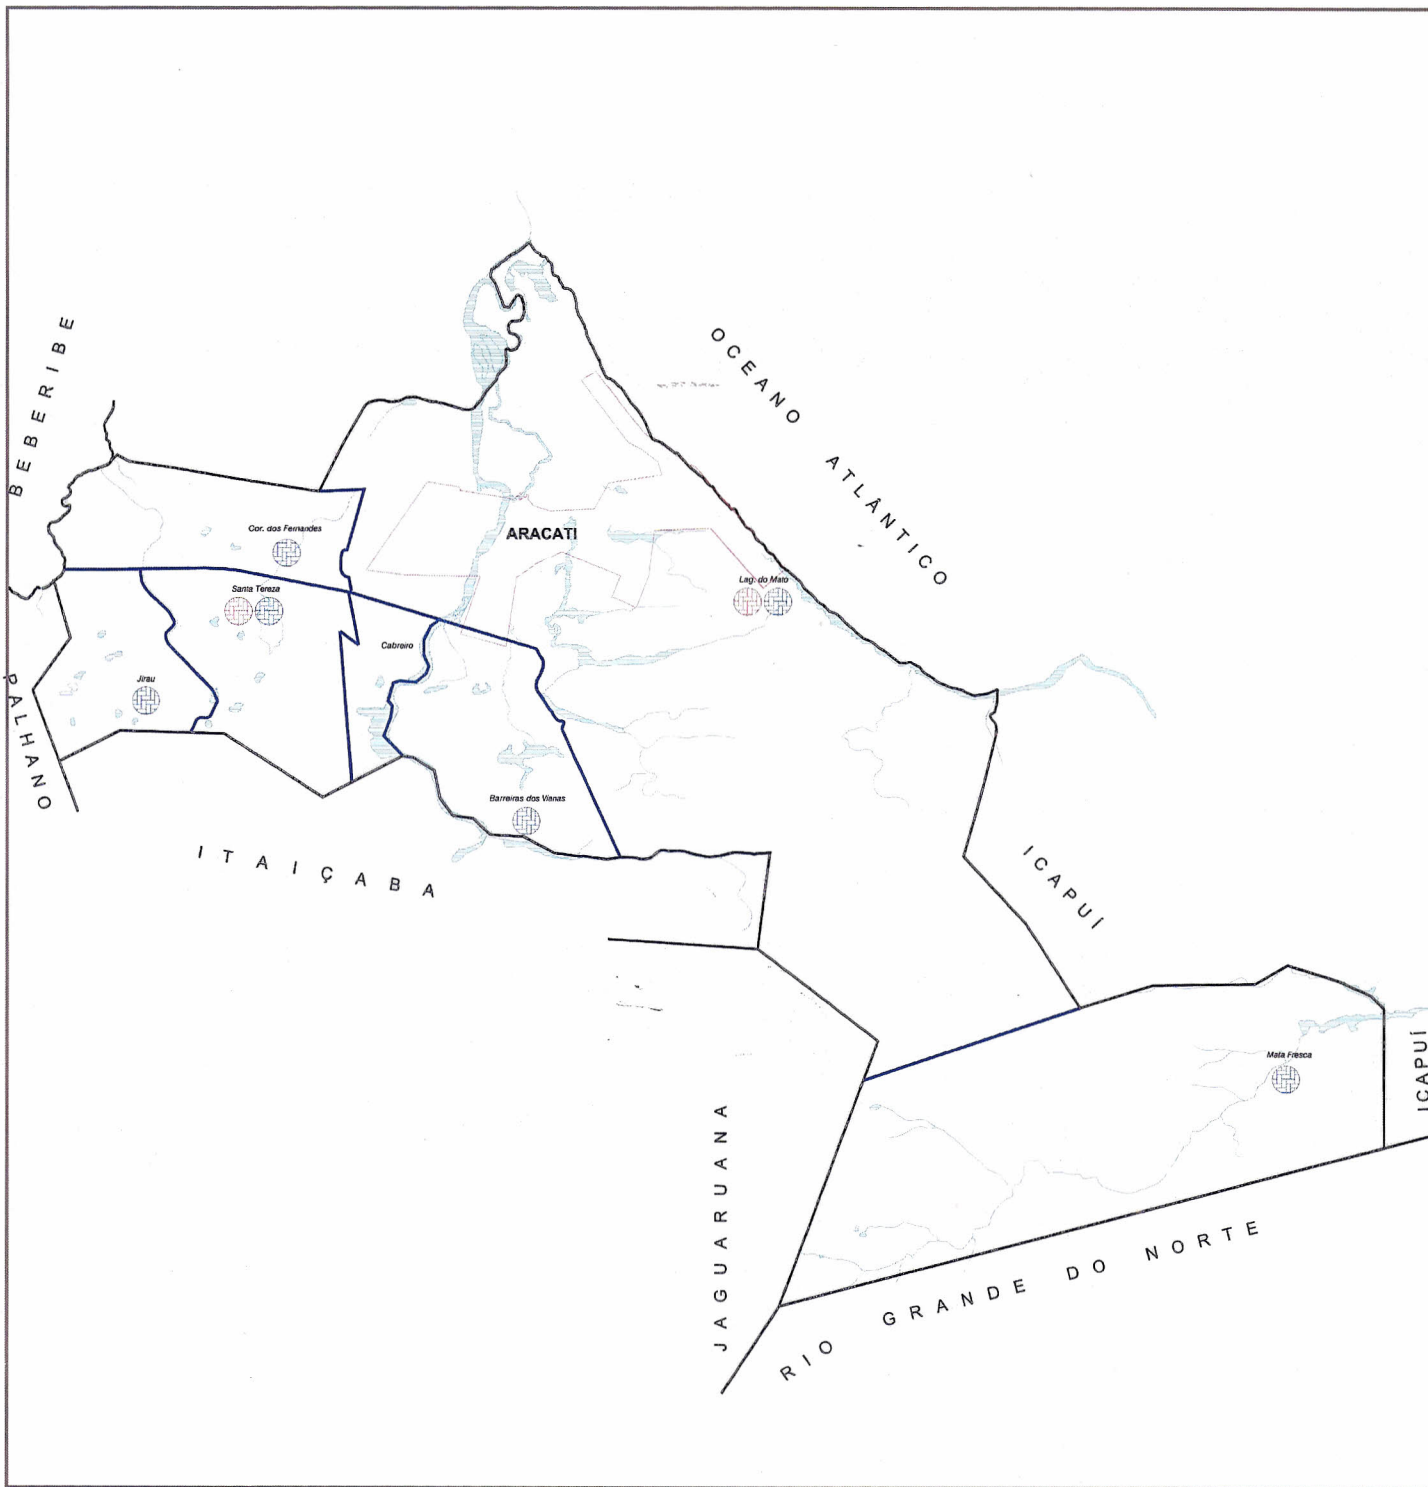 BEBERIBE
OCEANO ATLÂNTICO
Cor. dos Fernandes
ARACATI
Santa Tereza
Lag. do Mato
Cabreiro
Jirau
PALHANO
Barreiras dos Vianas
ITAIÇABA
ICAPUÍ
Mata Fresca
ICAPUÍ
JAGUARUANA
RIO GRANDE DO NORTE